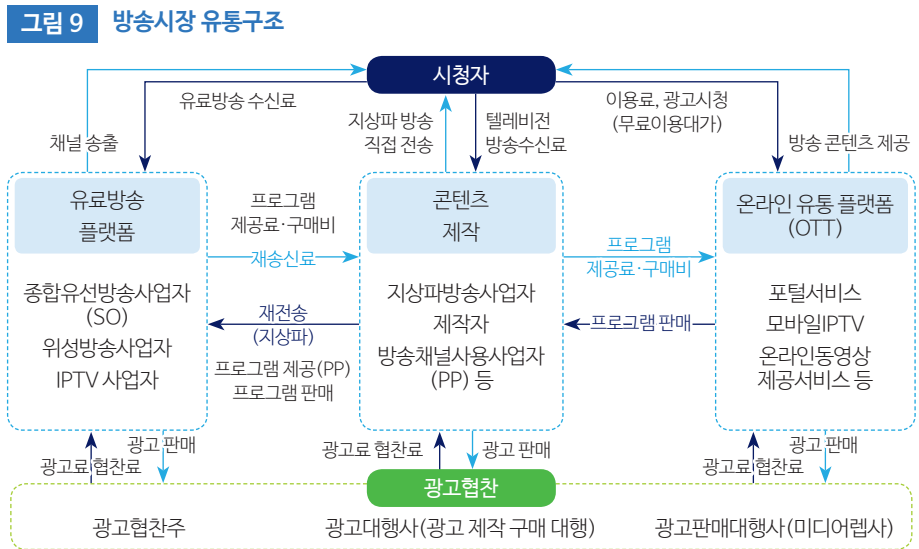 그림 9 방송시장 유통구조
시청자
유료방송 수신료
채널 송출
지상파 방송
직접 전송
텔레비전
방송수신료
이용료, 광고시청
(무료이용대가)
방송 콘텐츠 제공
유료방송
플랫폼
종합유선방송사업자
(SO)
위성방송사업자
IPTV 사업자
프로그램
제공료·구매비
재송신료
재전송
(지상파)
프로그램 제공(PP)
프로그램 판매
콘텐츠
제작
지상파방송사업자
제작자
방송채널사용사업자
(PP) 등
프로그램
제공료·구매비
프로그램 판매
온라인 유통 플랫폼
(OTT)
포털서비스
모바일IPTV
온라인동영상
제공서비스 등
광고 판매
광고료 협찬료
광고료 협찬료
광고 판매
광고 판매
광고료 협찬료
광고협찬
광고협찬주
광고대행사(광고 제작 구매 대행)
광고판매대행사(미디어렙사)